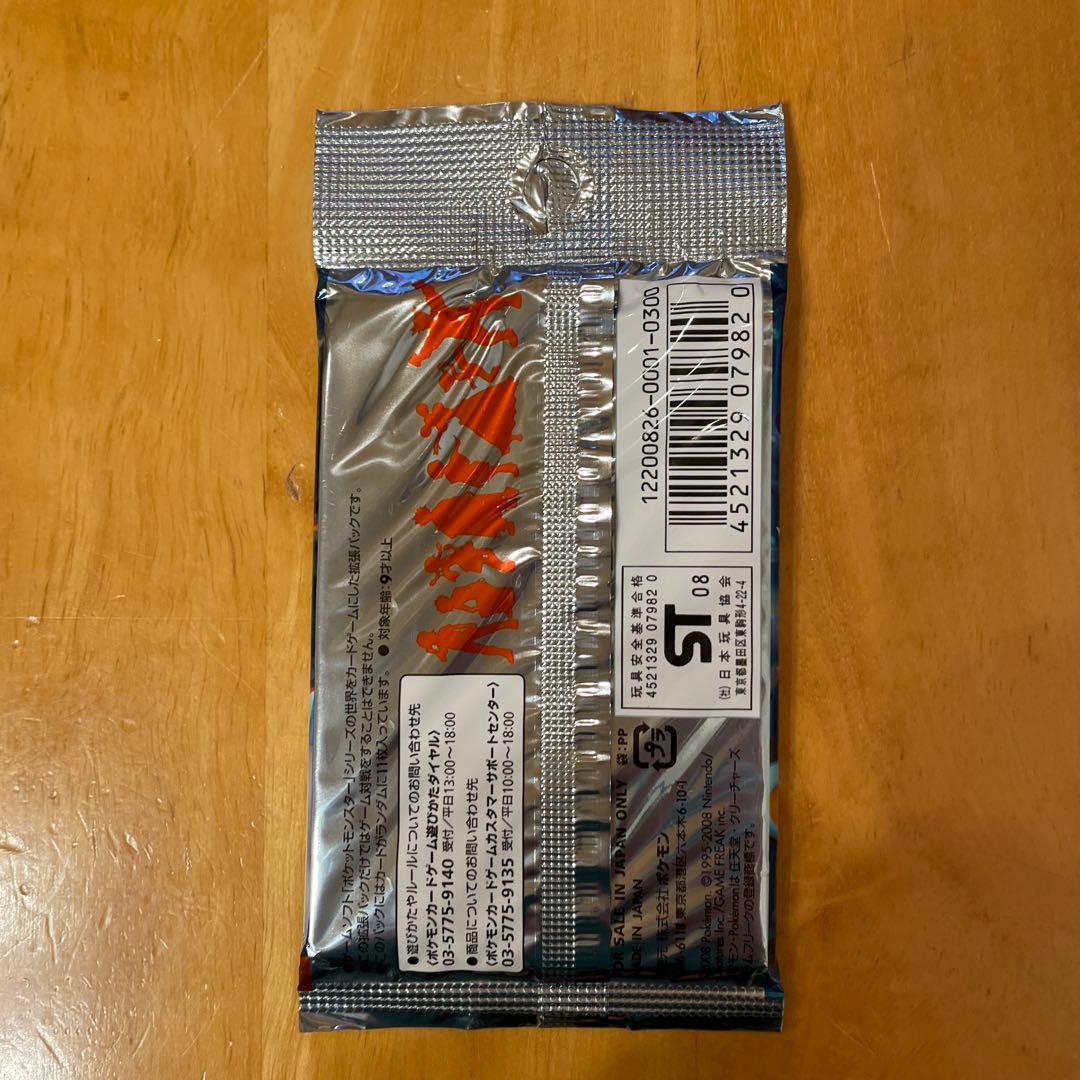 ゲームソフト「ポケットモンスター」シリーズの世界をカードゲームにした拡張パックです。
この拡張パックだけではゲーム対戦をすることはできません。
このパックにはカードがランダムに11枚入っています。 ● 対象年齢：9才以上
●遊びかたやルールについてのお問い合わせ先
〈ポケモンカードゲーム遊びかたダイヤル〉
03-5775-9140 受付／平日13:00〜18:00
●商品についてのお問い合わせ先
〈ポケモンカードゲームカスタマーサポートセンター〉
03-5775-9135 受付／平日10:00〜18:00
OR SALE IN JAPAN ONLY
ADE IN JAPAN
株式会社 ポケモン
東京都港区六本木6-10-1
2008 Pokémon. ©1995-2008 Nintendo/
atures Inc./GAME FREAK inc.
モン・Pokémonは 任天堂・クリーチャーズ
ムフリークの登録商標です。
プラ
袋:PP
玩具安全基準合格
4521329 07982 0
ST 08
(社) 日本玩具協会
東京都墨田区東駒形4-22-4
12200826-0001-0300
4521329 07982 0